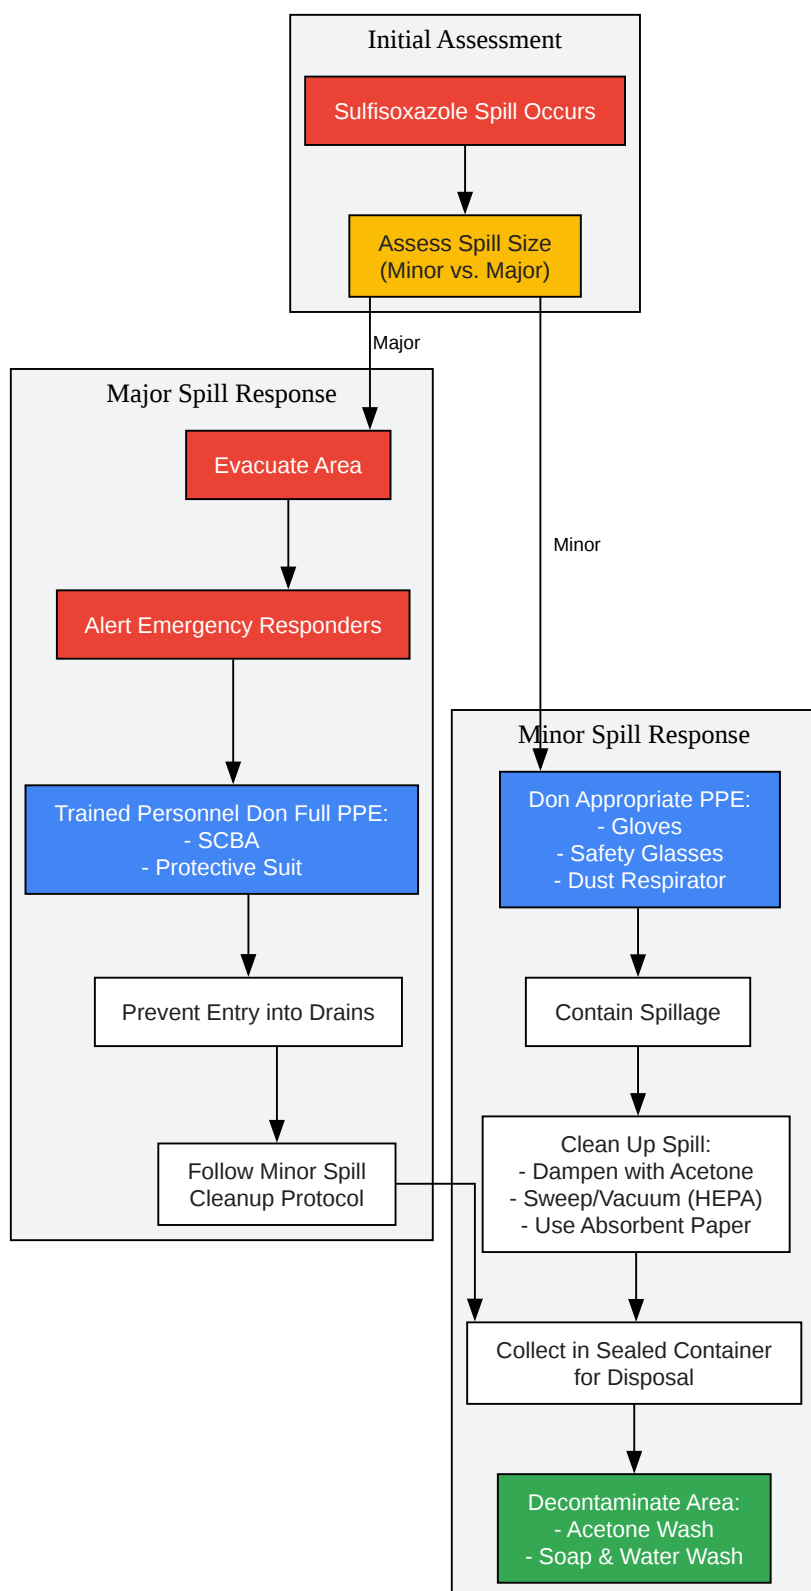 Initial Assessment
Sulfisoxazole Spill Occurs
Assess Spill Size
(Minor vs. Major)
Major
Major Spill Response
Evacuate Area
Minor
Alert Emergency Responders
Trained Personnel Don Full PPE:
- SCBA
- Protective Suit
Prevent Entry into Drains
Follow Minor Spill
Cleanup Protocol
Minor Spill Response
Don Appropriate PPE:
- Gloves
- Safety Glasses
- Dust Respirator
Contain Spillage
Clean Up Spill:
- Dampen with Acetone
- Sweep/Vacuum (HEPA)
- Use Absorbent Paper
Collect in Sealed Container
for Disposal
Decontaminate Area:
- Acetone Wash
- Soap & Water Wash